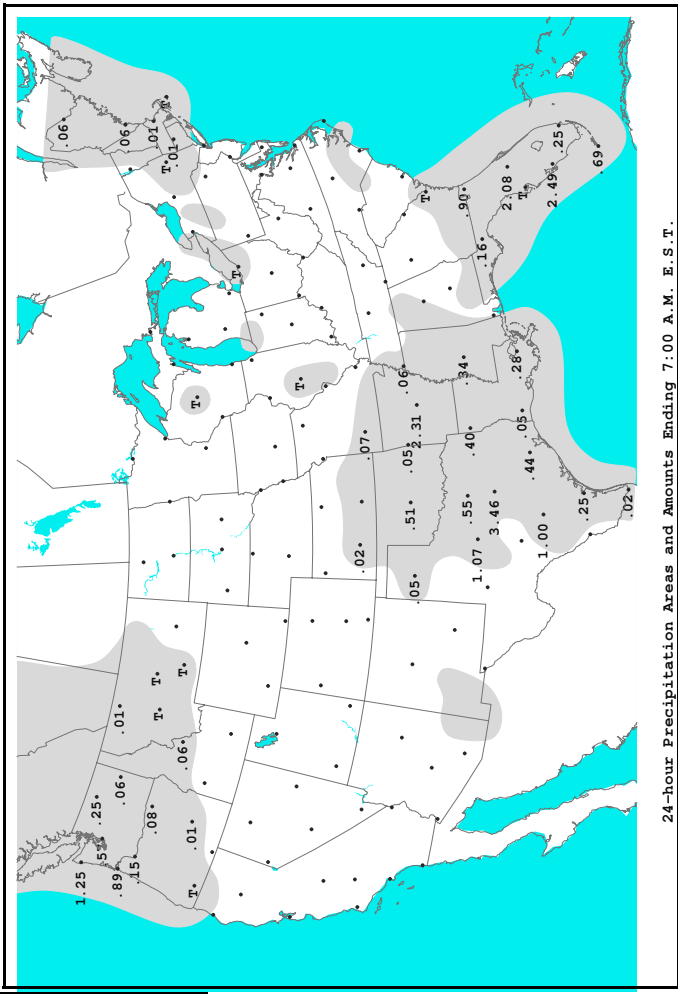 .06
1.25
.25
.89
.01
.06
.06
.15
.08
.01
T
T
T
T
.01
T
.06
T
.01
T
T
T
T
.02
.07
.06
.05
.51
.05
2.31
T
.90
.34
.55
.40
1.07
.16
3.46
2.08
.28
.05
T
.44
1.00
2.49
.25
.25
.69
.02
24-hour Precipitation Areas and Amounts Ending 7:00 A.M. E.S.T.